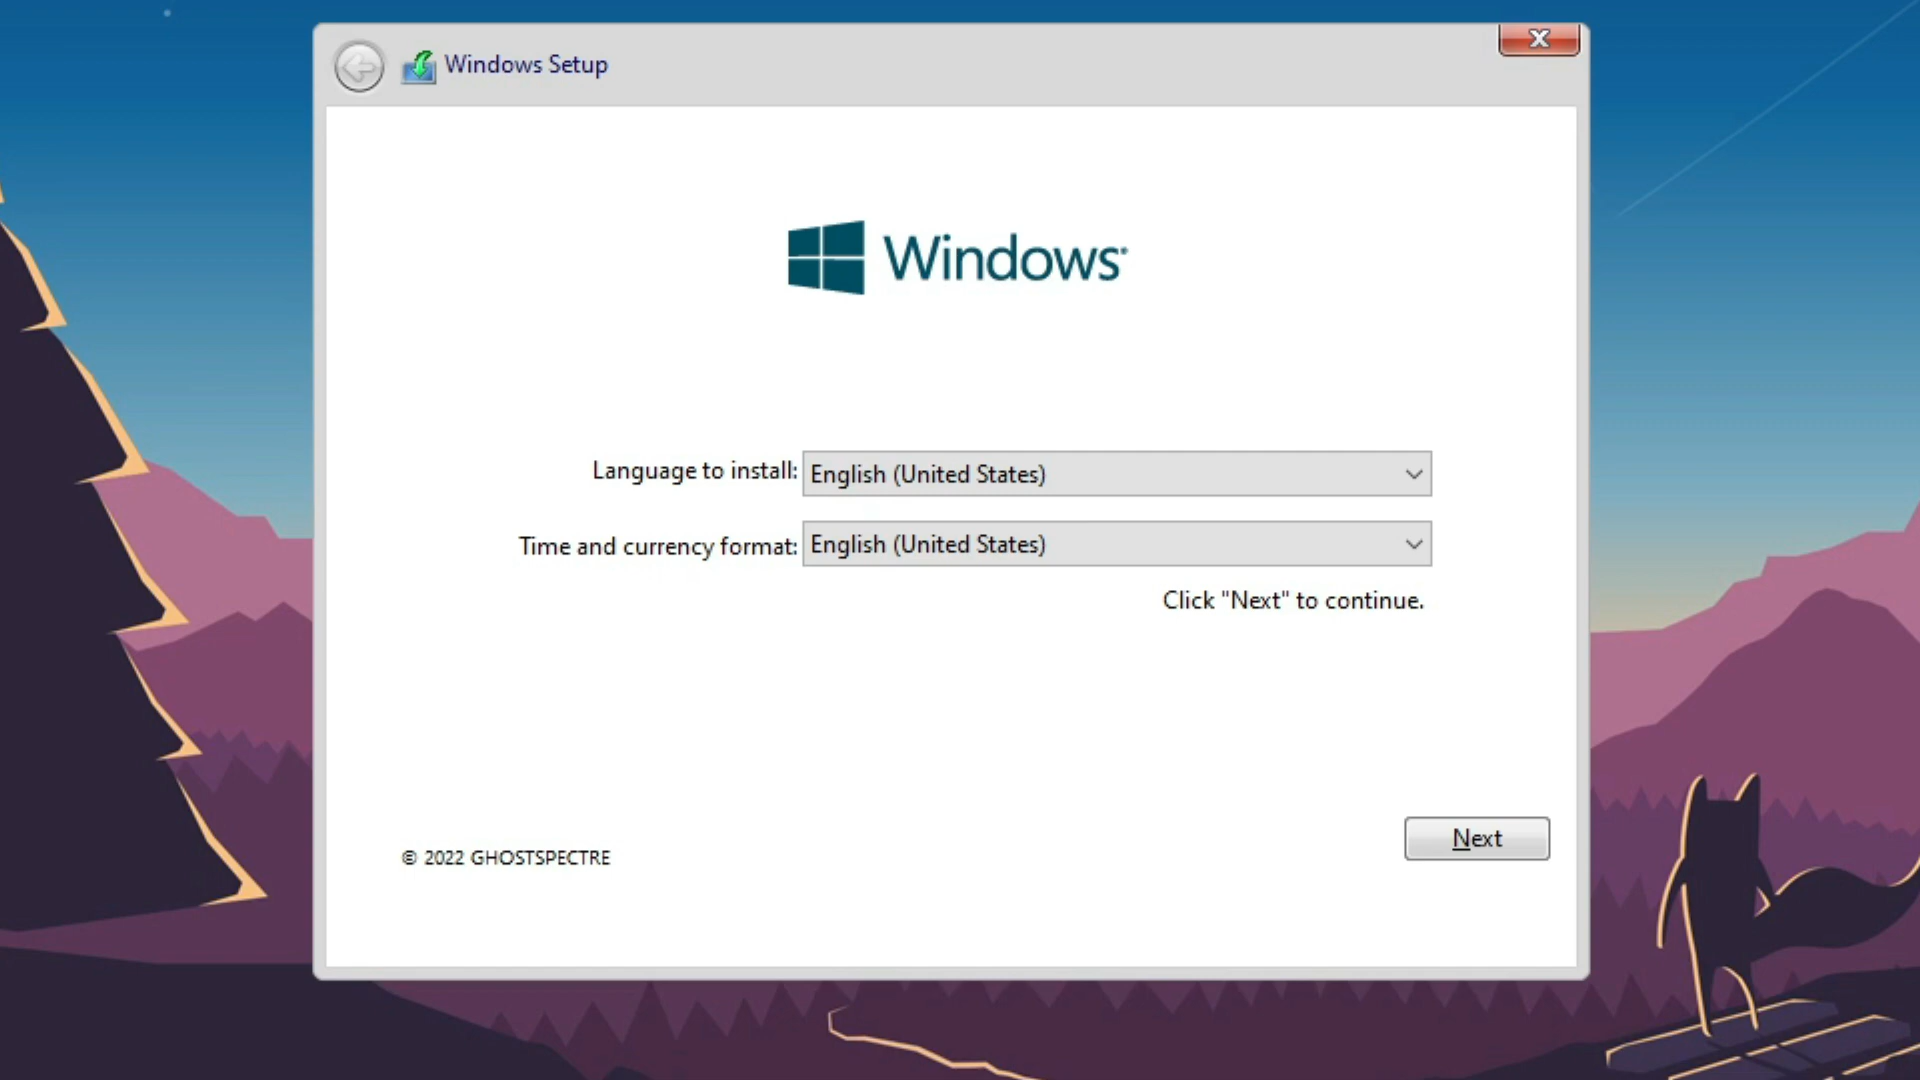 Windows Setup
Windows
Language to install: English (United States)
Time and currency format: English (United States)
Click "Next" to continue.
Next
© 2022 GHOSTSPECTRE